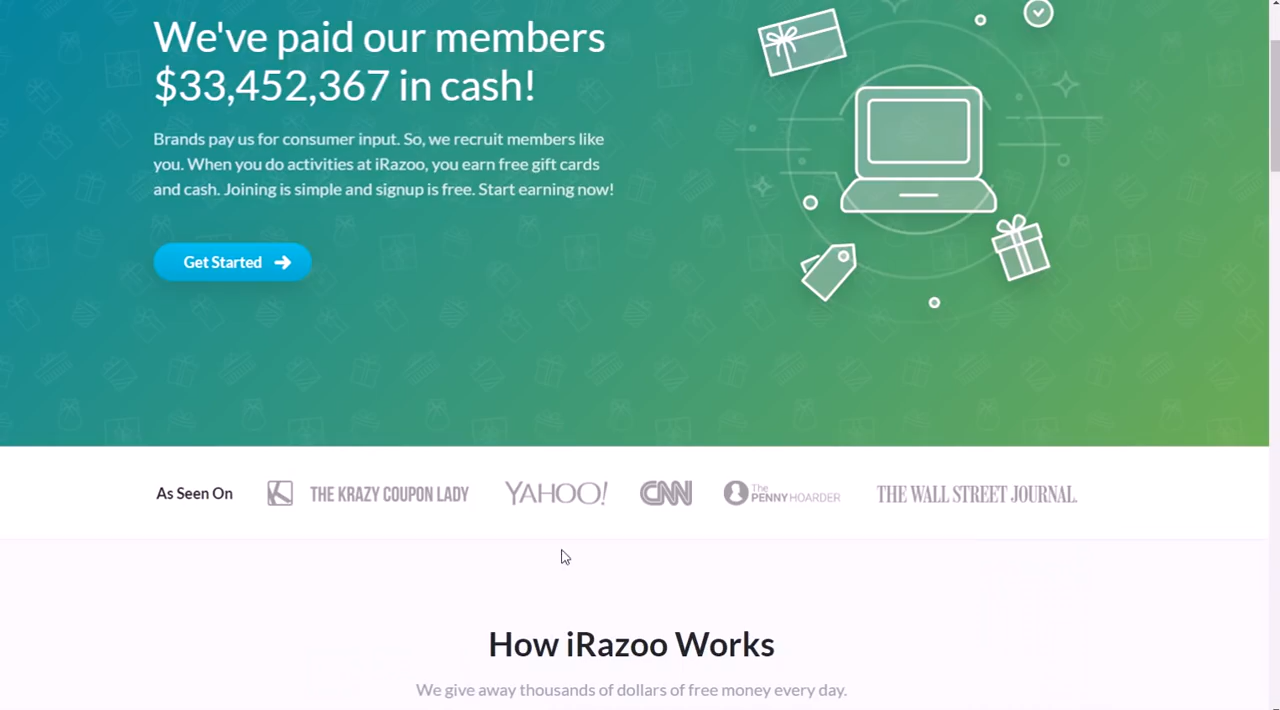 We've paid our members
$33,452,367 in cash!
Brands pay us for consumer input. So, we recruit members like
you. When you do activities at iRazoo, you earn free gift cards
and cash. Joining is simple and signup is free. Start earning now!
Get Started
As Seen On
K THE KRAZY COUPON LADY
YAHOO!
CNN
The
PENNYHOARDER
THE WALL STREET JOURNAL.
How iRazoo Works
We give away thousands of dollars of free money every day.